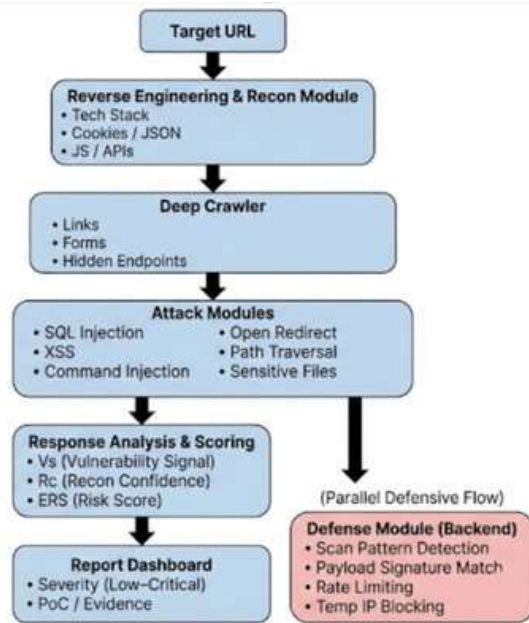 Target URL
Reverse Engineering & Recon Module
• Tech Stack
• Cookies / JSON
• JS / APIs
Deep Crawler
• Links
• Forms
• Hidden Endpoints
Attack Modules
• SQL Injection
• XSS
• Command Injection
• Open Redirect
• Path Traversal
• Sensitive Files
Response Analysis & Scoring
• Vs (Vulnerability Signal)
• Rc (Recon Confidence)
• ERS (Risk Score)
Report Dashboard
• Severity (Low–Critical)
• PoC / Evidence
(Parallel Defensive Flow)
Defense Module (Backend)
• Scan Pattern Detection
• Payload Signature Match
• Rate Limiting
• Temp IP Blocking